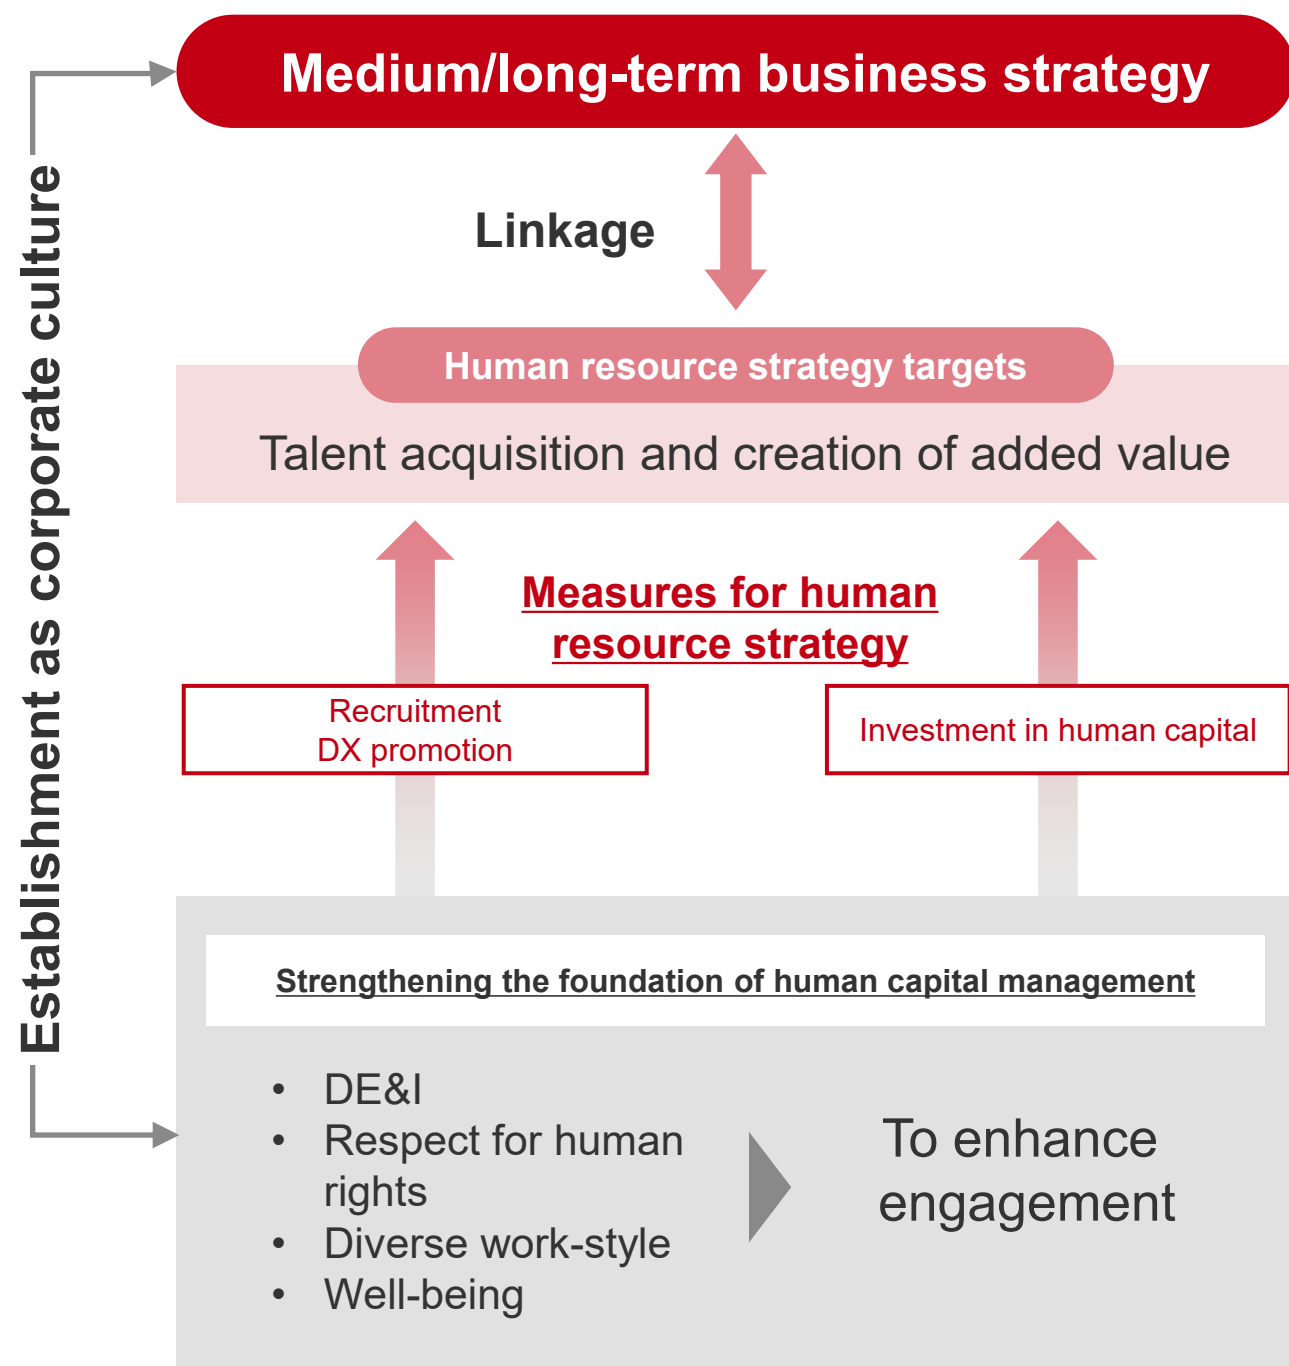 Medium/long-term business strategy
Establishment as corporate culture
Linkage
Human resource strategy targets
Talent acquisition and creation of added value
Measures for human
resource strategy
Recruitment
DX promotion
Investment in human capital
Strengthening the foundation of human capital management
• DE&I
• Respect for human
rights
• Diverse work-style
• Well-being
To enhance
engagement